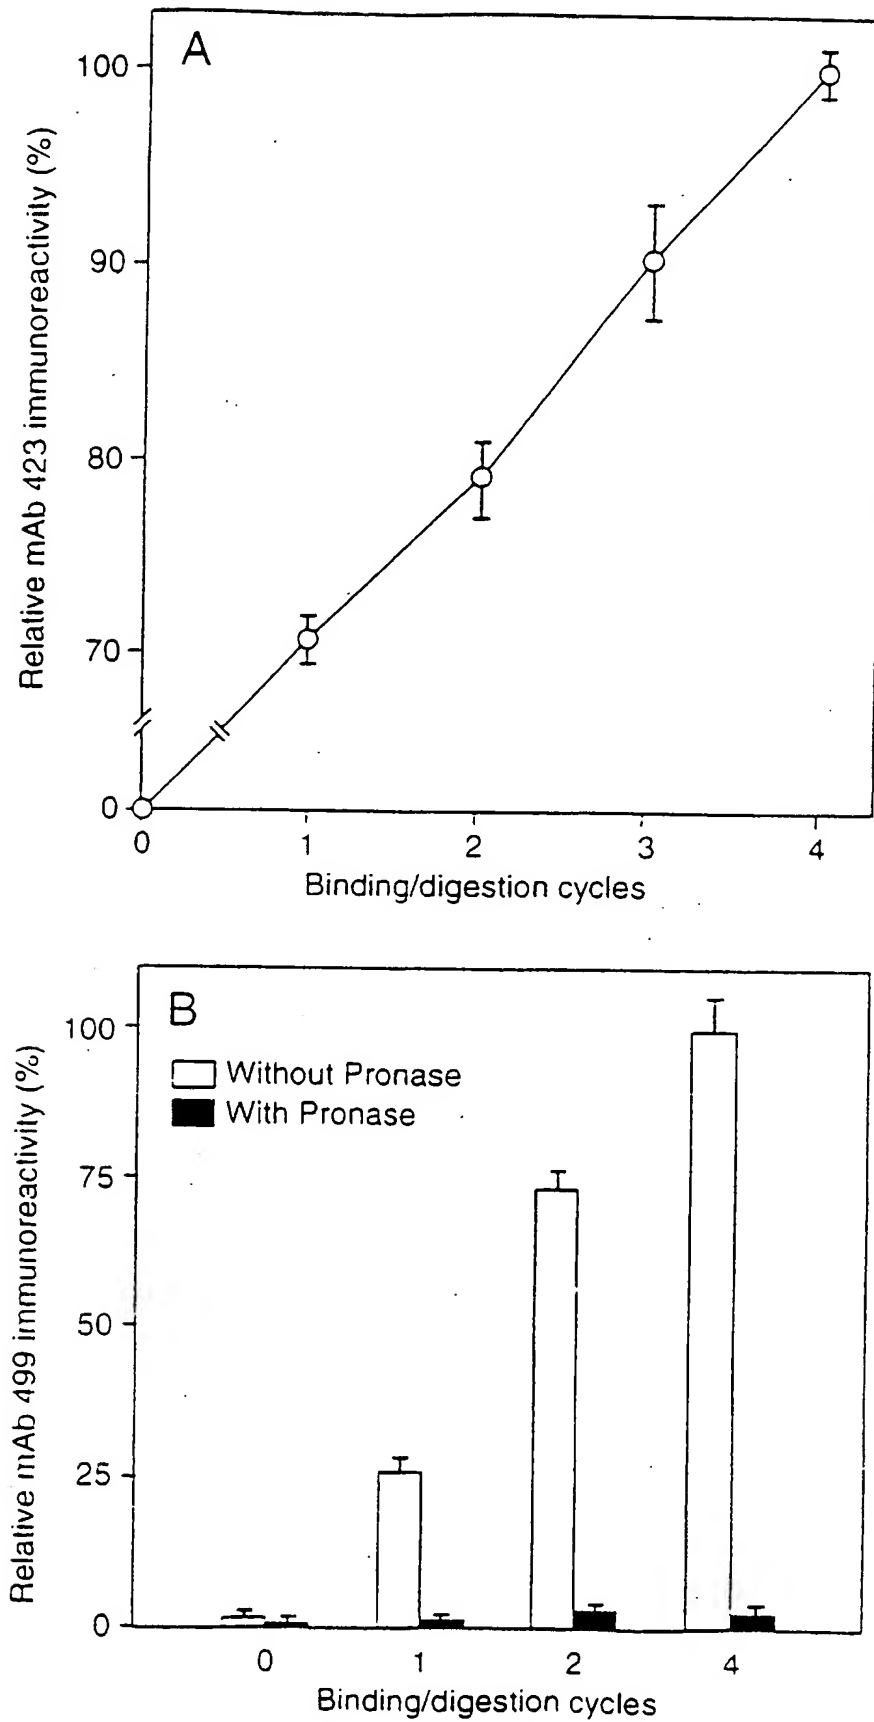 A
Relative mAb 423 immunoreactivity (%)
100
90
80
70
0
0 1 2 3 4
Binding/digestion cycles
B
Without Pronase
With Pronase
Relative mAb 499 immunoreactivity (%)
100
75
50
25
0
0 1 2 4
Binding/digestion cycles